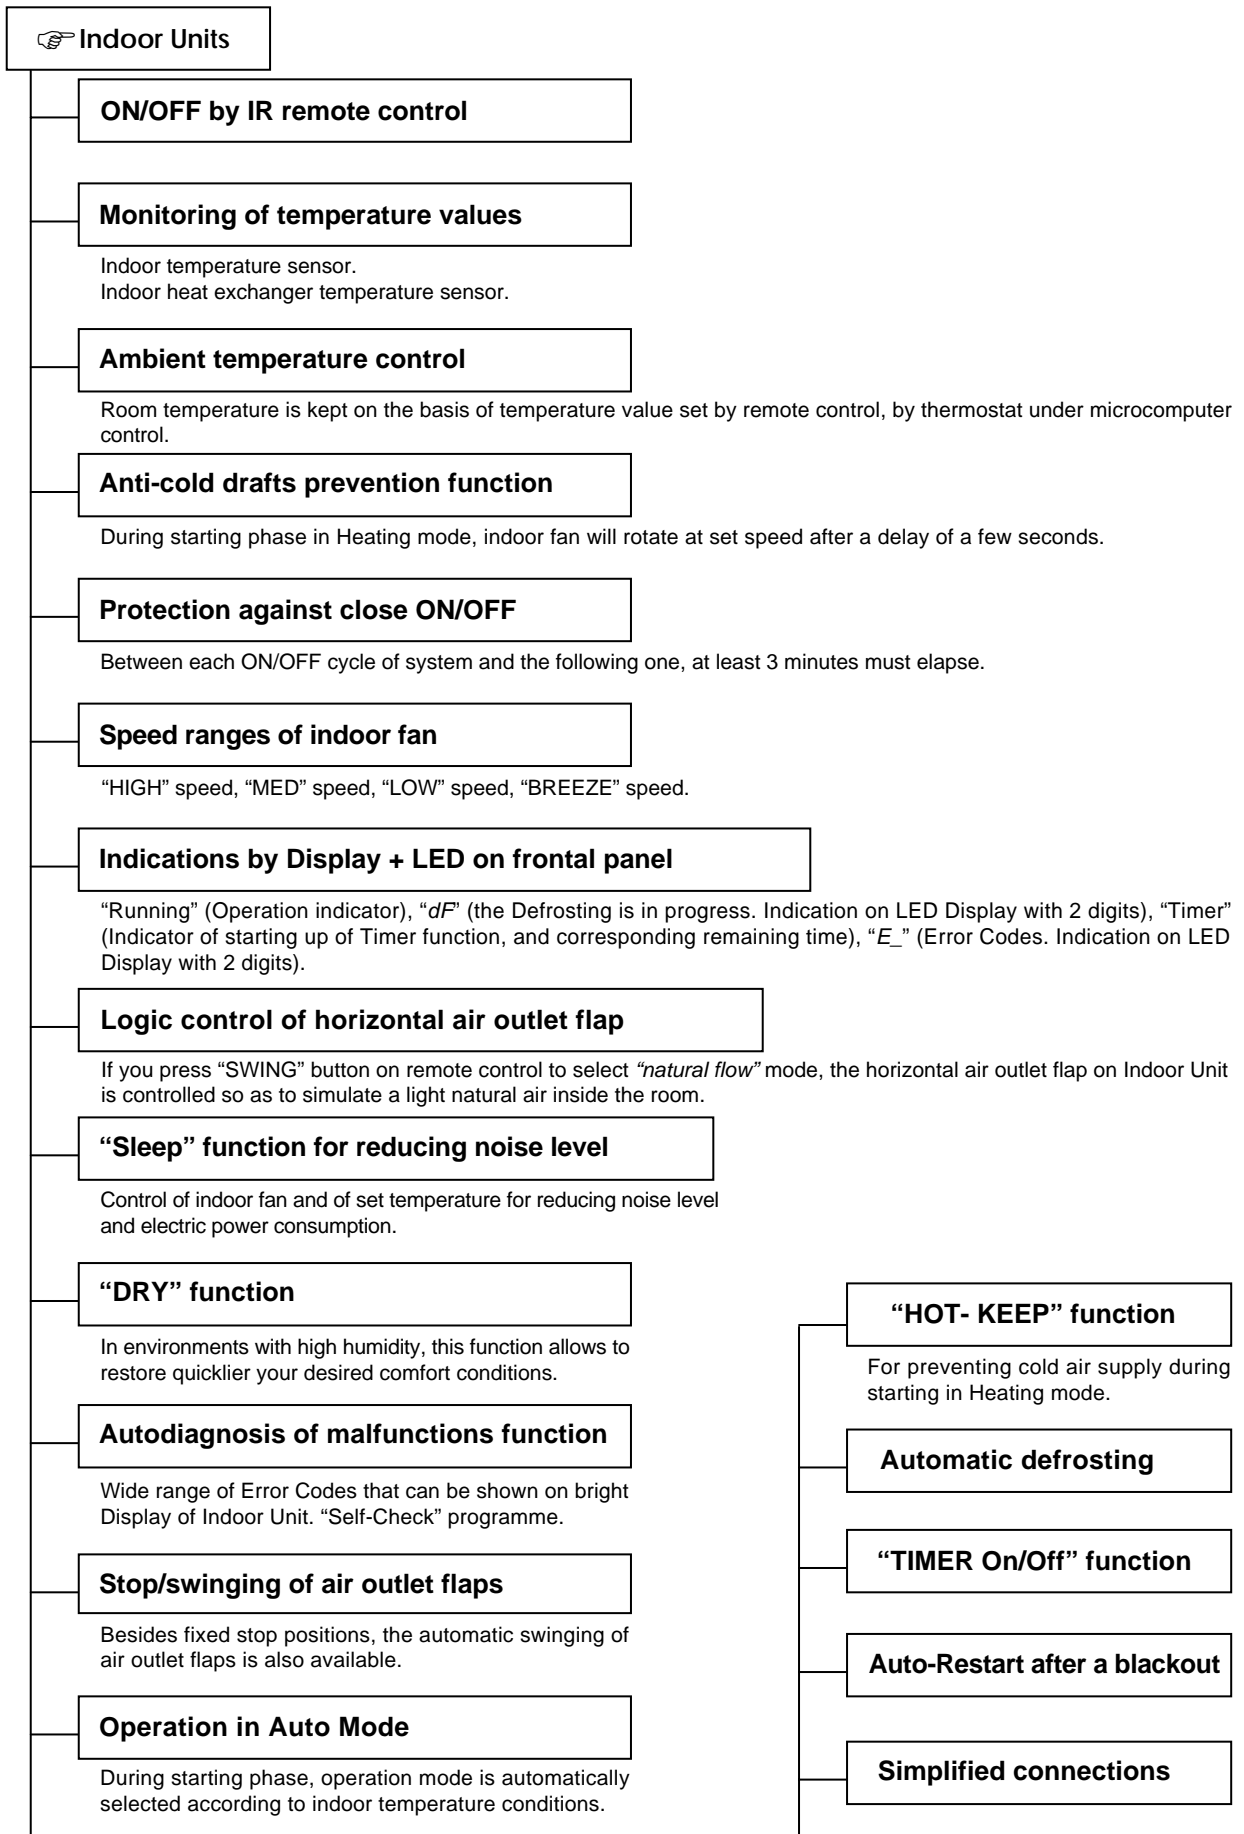 ☞ Indoor Units
ON/OFF by IR remote control
Monitoring of temperature values
Indoor temperature sensor.
Indoor heat exchanger temperature sensor.
Ambient temperature control
Room temperature is kept on the basis of temperature value set by remote control, by thermostat under microcomputer
control.
Anti-cold drafts prevention function
During starting phase in Heating mode, indoor fan will rotate at set speed after a delay of a few seconds.
Protection against close ON/OFF
Between each ON/OFF cycle of system and the following one, at least 3 minutes must elapse.
Speed ranges of indoor fan
“HIGH” speed, “MED” speed, “LOW” speed, “BREEZE” speed.
Indications by Display + LED on frontal panel
“Running” (Operation indicator), “dF” (the Defrosting is in progress. Indication on LED Display with 2 digits), “Timer”
(Indicator of starting up of Timer function, and corresponding remaining time), “E_” (Error Codes. Indication on LED
Display with 2 digits).
Logic control of horizontal air outlet flap
If you press “SWING” button on remote control to select “natural flow” mode, the horizontal air outlet flap on Indoor Unit
is controlled so as to simulate a light natural air inside the room.
“Sleep” function for reducing noise level
Control of indoor fan and of set temperature for reducing noise level
and electric power consumption.
“DRY” function
In environments with high humidity, this function allows to
restore quicklier your desired comfort conditions.
Autodiagnosis of malfunctions function
Wide range of Error Codes that can be shown on bright
Display of Indoor Unit. “Self-Check” programme.
Stop/swinging of air outlet flaps
Besides fixed stop positions, the automatic swinging of
air outlet flaps is also available.
Operation in Auto Mode
During starting phase, operation mode is automatically
selected according to indoor temperature conditions.
“HOT- KEEP” function
For preventing cold air supply during
starting in Heating mode.
Automatic defrosting
“TIMER On/Off” function
Auto-Restart after a blackout
Simplified connections